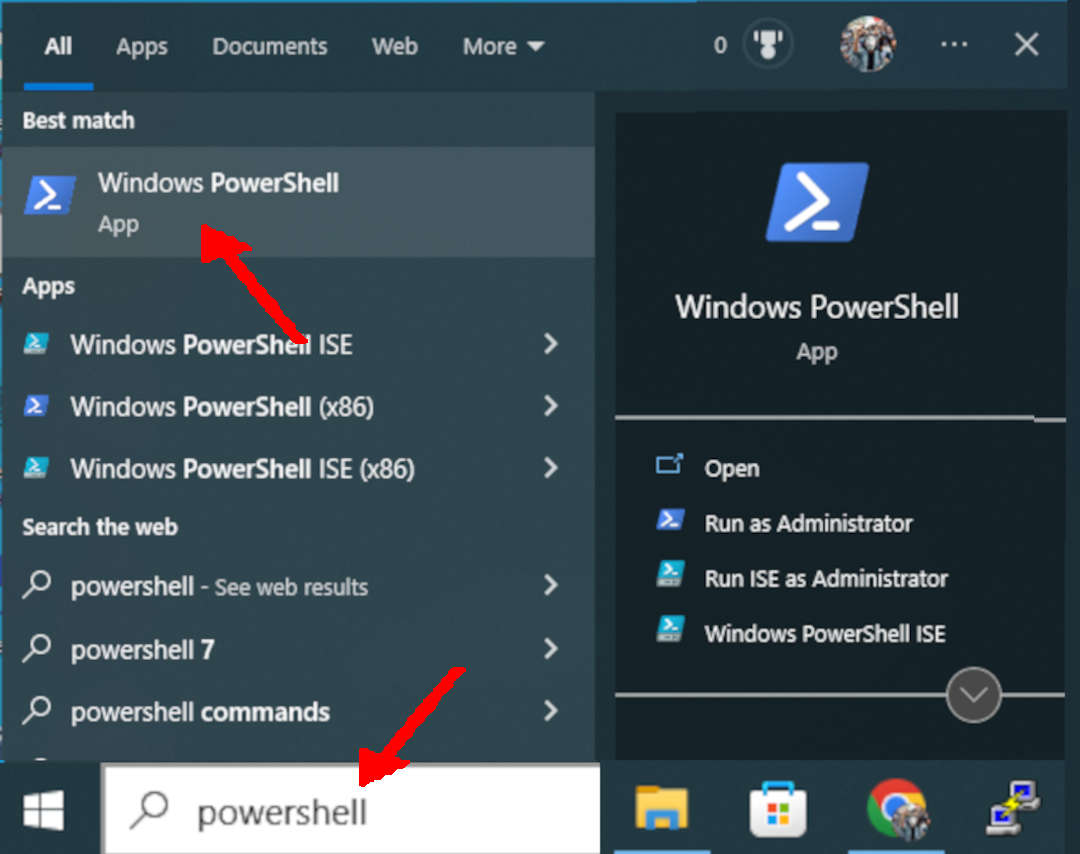 All Apps Documents Web More 0
Best match
Windows PowerShell
App
Apps
Windows PowerShell ISE
Windows PowerShell (x86)
Windows PowerShell ISE (x86)
Search the web
powershell - See web results
powershell 7
powershell commands
powershell
Windows PowerShell
App
Open
Run as Administrator
Run ISE as Administrator
Windows PowerShell ISE